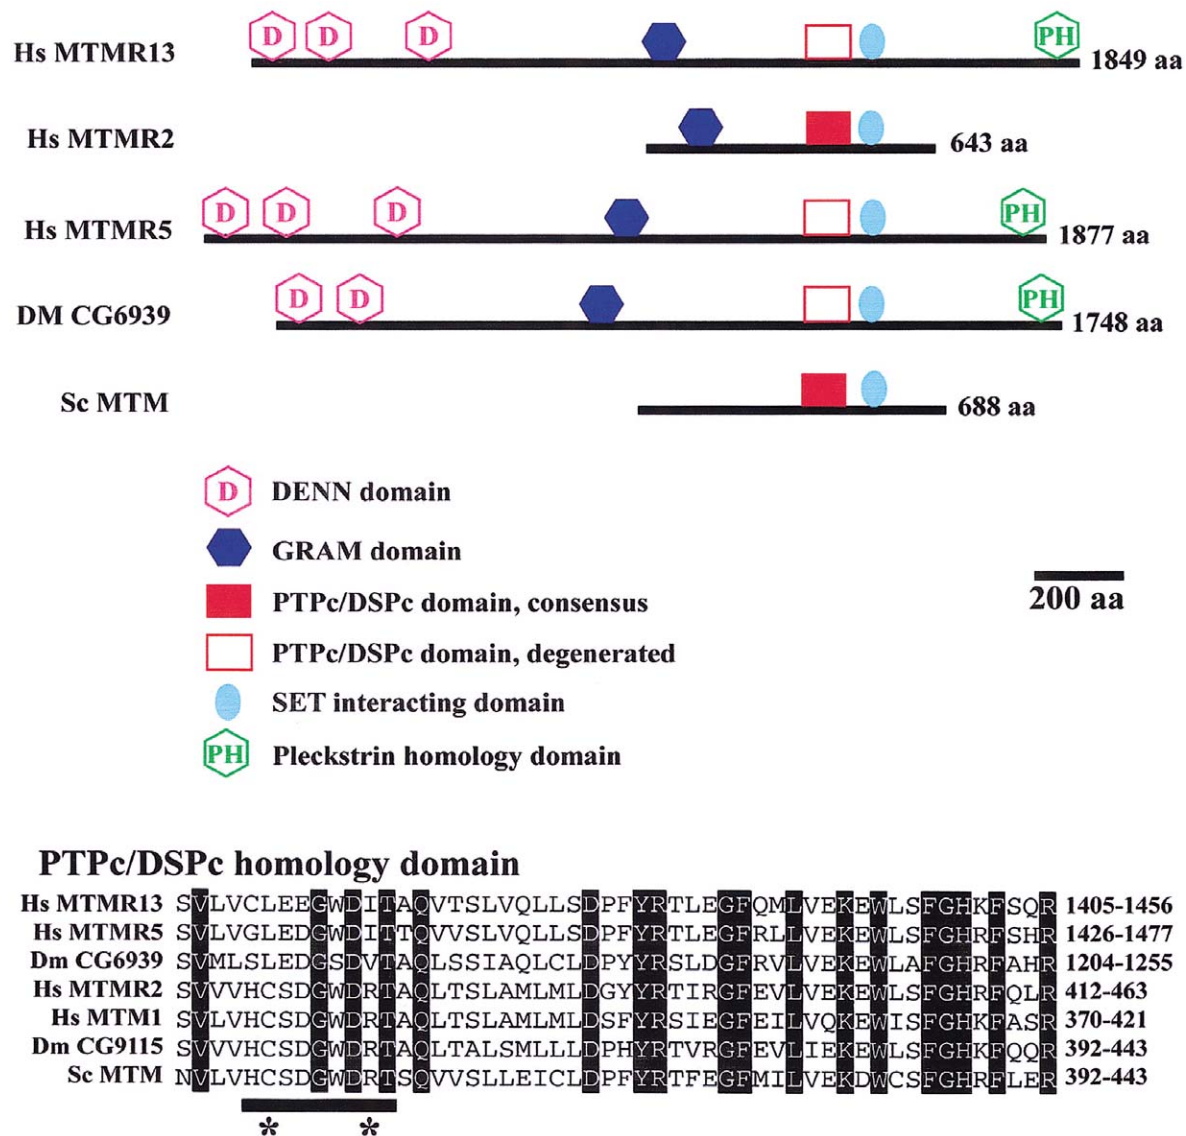 D D D PH
Hs MTMR13 1849 aa
Hs MTMR2 643 aa
D D D PH
Hs MTMR5 1877 aa
D D PH
DM CG6939 1748 aa
Sc MTM 688 aa
D DENN domain
GRAM domain
PTPc/DSPc domain, consensus
200 aa
PTPc/DSPc domain, degenerated
SET interacting domain
PH Pleckstrin homology domain
PTPc/DSPc homology domain
Hs MTMR13 SVLVCLEEGWDITAQVTSLVQLLSDPFYRTLEGFQMLVEKEWLSFGHKFSQR 1405-1456
Hs MTMR5 SVLVGLEDGWDITTQVVSLVQLLSDPFYRTLEGFRLLVEKEWLSFGHRFSHR 1426-1477
Dm CG6939 SVMLSLEDGSDVTAQLSSIAQLCLDPYYRSLDGFRVLVEKEWLAFGHRFAHR 1204-1255
Hs MTMR2 SVVVHCSDGWDRTAQLTSLAMLMLDGYYRTIRGFEVLVEKEWLSFGHRFQLR 412-463
Hs MTM1 SVLVHCSDGWDRTAQLTSLAMLMLDSFYRSIEGFEILVQKEWISFGHKFASR 370-421
Dm CG9115 SVVVHCSDGWDRTAQLTALSMLLLDPHYRTVRGFEVLIEKEWLSFGHKFQQR 392-443
Sc MTM NVLVHCSDGWDRTSQVVSLLEICLDPFYRTFEGFMILVEKDWCSFGHRFLER 392-443
* *